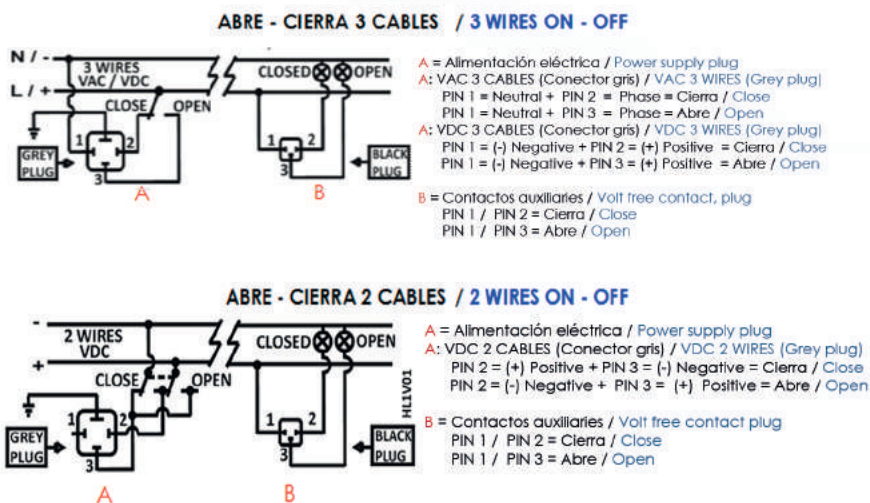 ABRE - CIERRA 3 CABLES / 3 WIRES ON - OFF
N / -
3 WIRES
VAC / VDC
L / +
CLOSE
OPEN
1
2
3
GREY
PLUG
A
CLOSED
OPEN
1
2
3
BLACK
PLUG
B
A = Alimentación eléctrica / Power supply plug
A: VAC 3 CABLES (Conector gris) / VAC 3 WIRES (Grey plug)
PIN 1 = Neutral + PIN 2 = Phase = Cierra / Close
PIN 1 = Neutral + PIN 3 = Phase = Abre / Open
A: VDC 3 CABLES (Conector gris) / VDC 3 WIRES (Grey plug)
PIN 1 = (-) Negative + PIN 2 = (+) Positive = Cierra / Close
PIN 1 = (-) Negative + PIN 3 = (+) Positive = Abre / Open
B = Contactos auxiliaries / Volt free contact, plug
PIN 1 / PIN 2 = Cierra / Close
PIN 1 / PIN 3 = Abre / Open
ABRE - CIERRA 2 CABLES / 2 WIRES ON - OFF
-
2 WIRES
VDC
+
CLOSE
OPEN
1
2
3
GREY
PLUG
A
CLOSED
OPEN
1
2
3
HL1V01
BLACK
PLUG
B
A = Alimentación eléctrica / Power supply plug
A: VDC 2 CABLES (Conector gris) / VDC 2 WIRES (Grey plug)
PIN 2 = (+) Positive + PIN 3 = (-) Negative = Cierra / Close
PIN 2 = (-) Negative + PIN 3 = (+) Positive = Abre / Open
B = Contactos auxiliaries / Volt free contact plug
PIN 1 / PIN 2 = Cierra / Close
PIN 1 / PIN 3 = Abre / Open